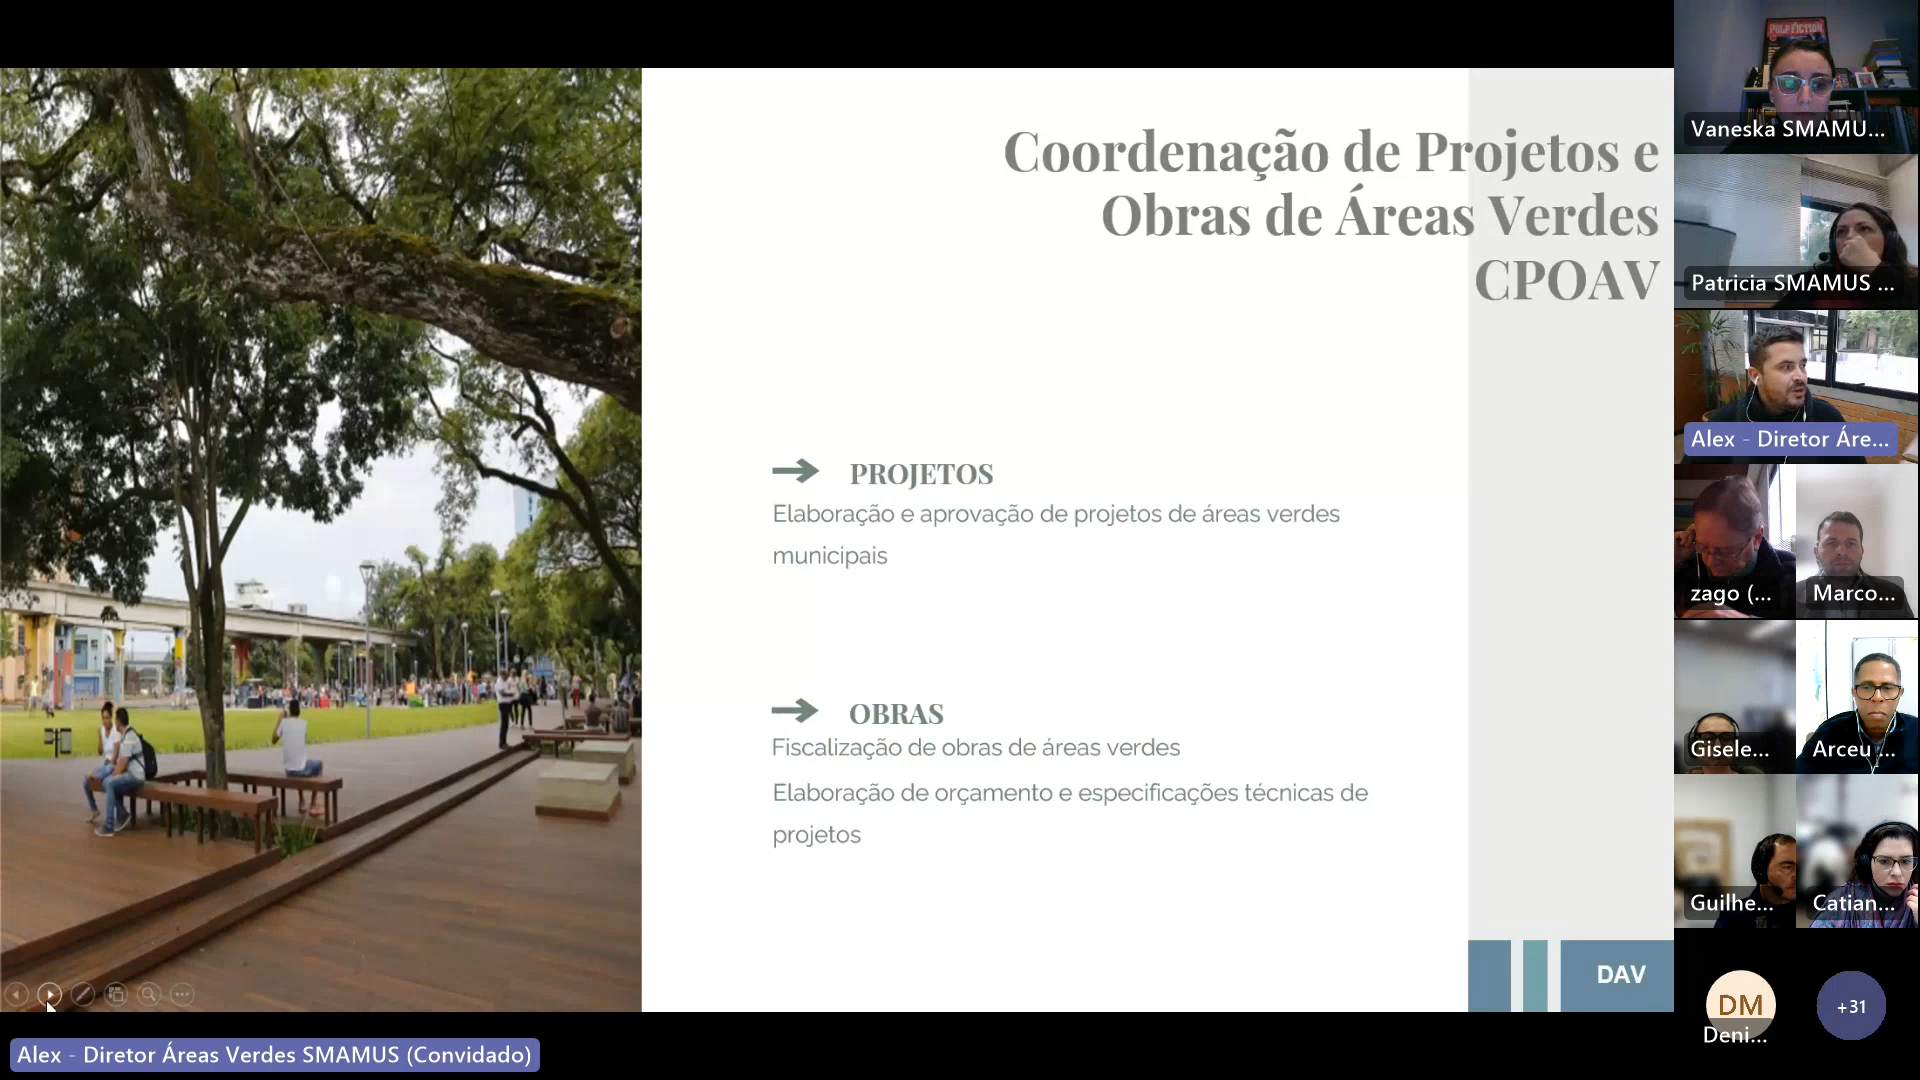 Coordenação de Projetos e
Obras de Áreas Verdes
CPOAV
PROJETOS
Elaboração e aprovação de projetos de áreas verdes
municipais
OBRAS
Fiscalização de obras de áreas verdes
Elaboração de orçamento e especificações técnicas de
projetos
DAV
Alex - Diretor Áreas Verdes SMAMUS (Convidado)
PULP FICTION
Vaneska SMAMU...
Patricia SMAMUS ...
Alex - Diretor Áre...
zago (...
Marco...
Gisele...
Arceu ...
Guilhe...
Catian...
DM
Deni...
+31